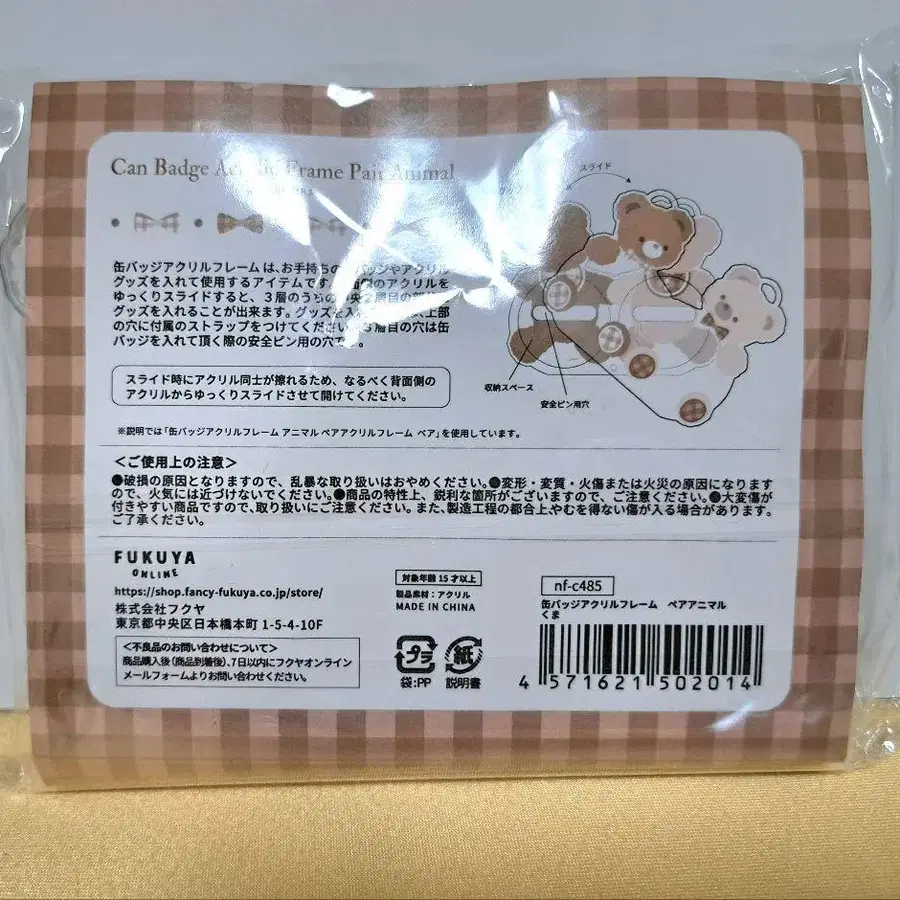 Can Badge Acrylic Frame Pair Animal
スライド
缶バッジアクリルフレームは、お手持ちの バッジやアクリル
グッズを入れて使用するアイテムです 面側のアクリルを
ゆっくりスライドすると、3層のうちの中央2層目の部分
グッズを入れることが出来ます。グッズを入 上部
の穴に付属のストラップをつけてください 層目の穴は缶
バッジを入れて頂く際の安全ピン用の穴で 。
収納スペース
安全ピン用穴
スライド時にアクリル同士が擦れるため、なるべく背面側の
アクリルからゆっくりスライドさせて開けてください。
※説明では「缶バッジアクリルフレーム アニマル ペアアクリルフレーム ベア」を使用しています。
<ご使用上の注意>
●破損の原因となりますので、乱暴な取り扱いはおやめください。●変形・変質・火傷または火災の原因になります
ので、火気には近づけないでください。●商品の特性上、鋭利な箇所がございますので、ご注意ください。●大変傷が
付きやすい商品ですので、取り扱いにご注意ください。また、製造工程の都合上、やむを得ない傷が入る場合があります。
ご了承ください。
FUKUYA
ONLINE
https://shop.fancy-fukuya.co.jp/store/
株式会社フクヤ
東京都中央区日本橋本町 1-5-4-10F
<不良品のお問い合わせについて>
商品購入後(商品到着後)、7日以内にフクヤオンライン
メールフォームよりお問い合わせください。
対象年齢 15才以上
製品素材:アクリル
MADE IN CHINA
プラ
袋:PP
紙
説明書
nf-c485
缶バッジアクリルフレーム ペアアニマル
くま
4 571621 502014